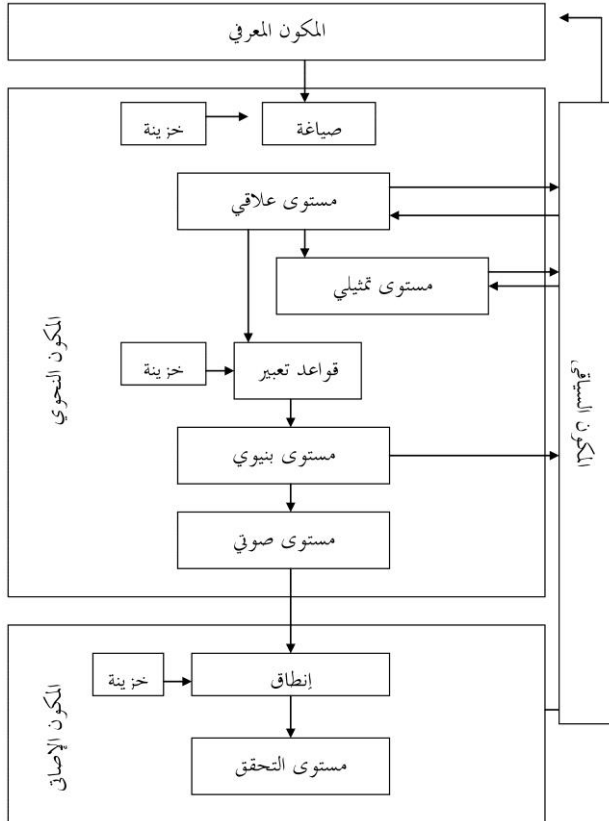 المكون المعرفي
خزينة
صياغة
مستوى علاقي
مستوى تمثيلي
خزينة
قواعد تعبير
مستوى بنيوي
مستوى صوتي
المكون النحوي
المكون السياقي
خزينة
إنطاق
مستوى التحقق
المكون الإصاتي